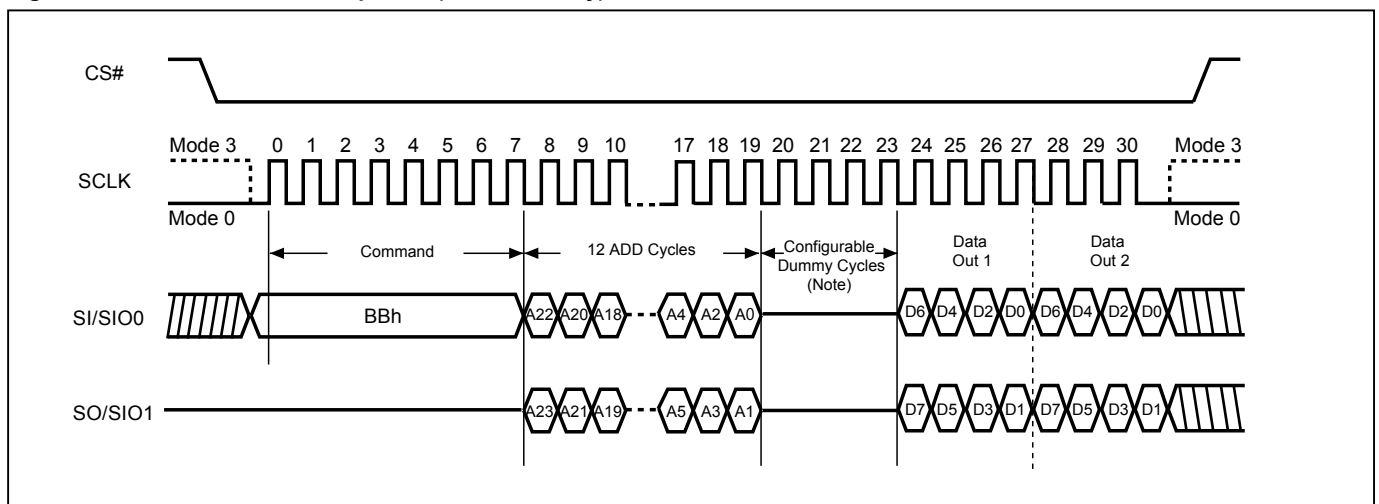 CS#
Mode 3 0 1 2 3 4 5 6 7 8 9 10 17 18 19 20 21 22 23 24 25 26 27 28 29 30 Mode 3
SCLK
Mode 0 Mode 0
Command 12 ADD Cycles Configurable Dummy Cycles (Note) Data Out 1 Data Out 2
SI/SIO0 BBh A22 A20 A18 A4 A2 A0 D6 D4 D2 D0 D6 D4 D2 D0
SO/SIO1 A23 A21 A19 A5 A3 A1 D7 D5 D3 D1 D7 D5 D3 D1